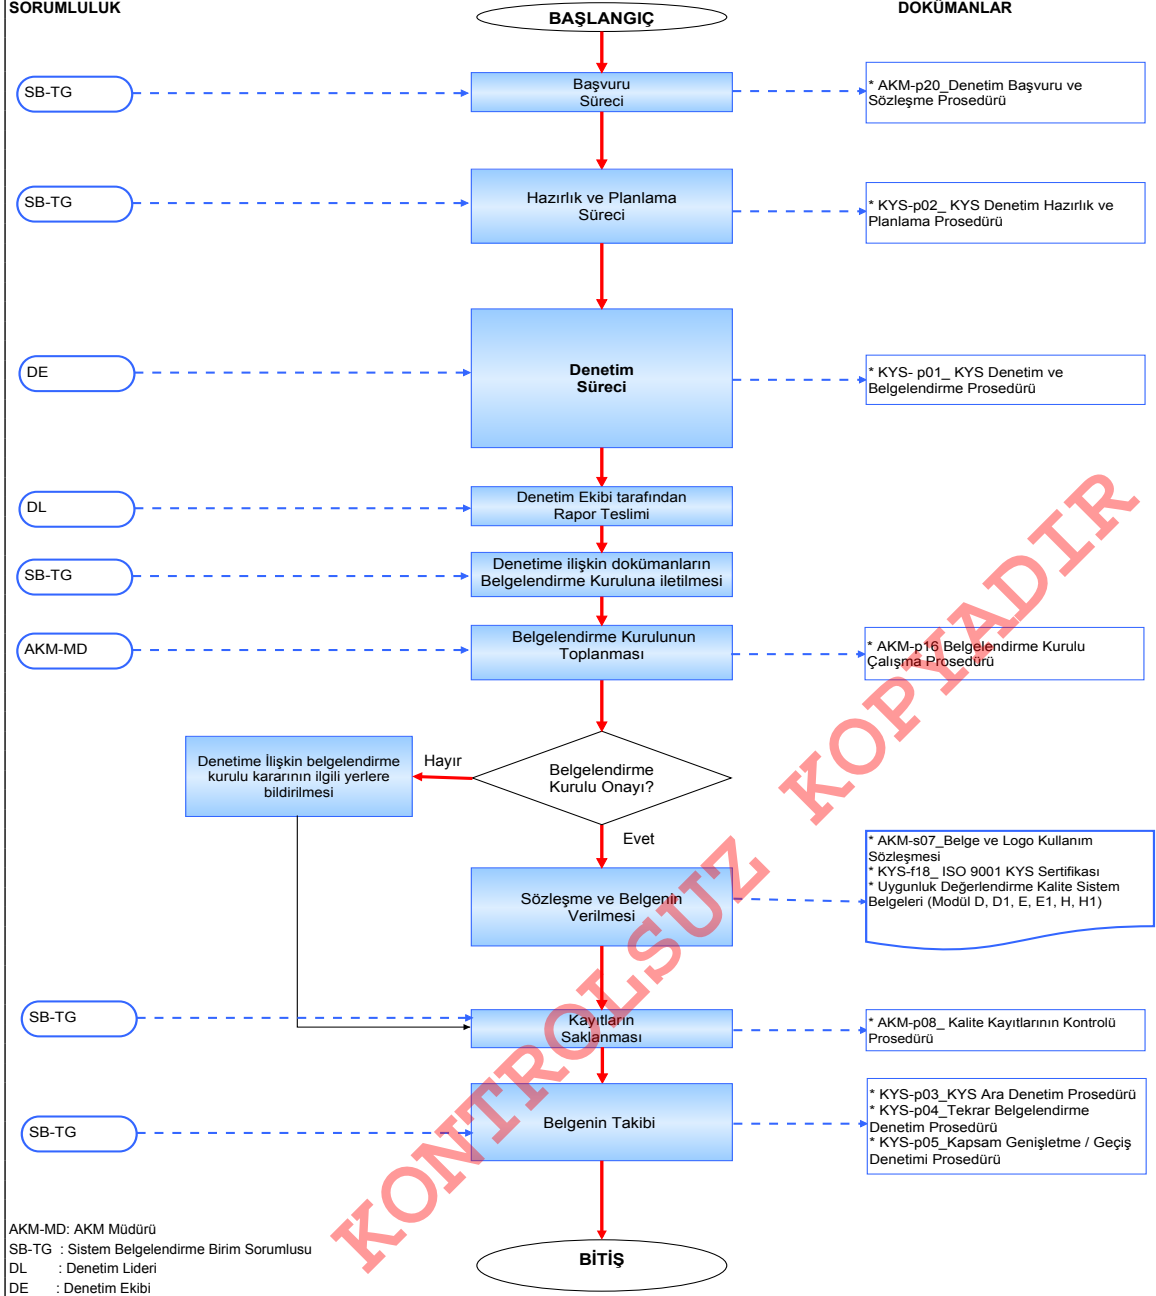 SORUMLULUK
BAŞLANGIÇ
DOKÜMANLAR
SB-TG
Başvuru
Süreci
* AKM-p20_Denetim Başvuru ve
Sözleşme Prosedürü
SB-TG
Hazırlık ve Planlama
Süreci
* KYS-p02_ KYS Denetim Hazırlık ve
Planlama Prosedürü
DE
Denetim
Süreci
* KYS- p01_ KYS Denetim ve
Belgelendirme Prosedürü
DL
Denetim Ekibi tarafından
Rapor Teslimi
SB-TG
Denetime ilişkin dokümanların
Belgelendirme Kuruluna iletilmesi
AKM-MD
Belgelendirme Kurulunun
Toplanması
* AKM-p16 Belgelendirme Kurulu
Çalışma Prosedürü
Denetime İlişkin belgelendirme
kurulu kararının ilgili yerlere
bildirilmesi
Hayır
Belgelendirme
Kurulu Onayı?
Evet
Sözleşme ve Belgenin
Verilmesi
* AKM-s07_Belge ve Logo Kullanım
Sözleşmesi
* KYS-f18_ ISO 9001 KYS Sertifikası
* Uygunluk Değerlendirme Kalite Sistem
Belgeleri (Modül D, D1, E, E1, H, H1)
SB-TG
Kayıtların
Saklanması
* AKM-p08_ Kalite Kayıtlarının Kontrolü
Prosedürü
SB-TG
Belgenin Takibi
* KYS-p03_KYS Ara Denetim Prosedürü
* KYS-p04_Tekrar Belgelendirme
Denetim Prosedürü
* KYS-p05_Kapsam Genişletme / Geçiş
Denetimi Prosedürü
BİTİŞ
AKM-MD: AKM Müdürü
SB-TG : Sistem Belgelendirme Birim Sorumlusu
DL : Denetim Lideri
DE : Denetim Ekibi
KONTROLSUZ KOPYADIR